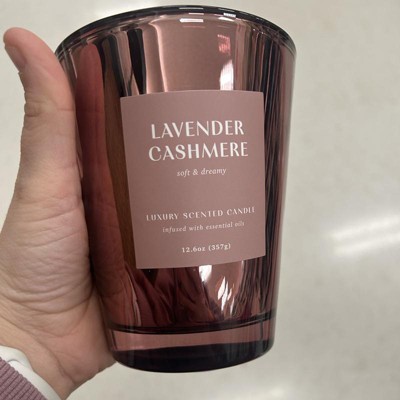 LAVENDER
CASHMERE
soft & dreamy
LUXURY SCENTED CANDLE
infused with essential oils
12.6oz (357g)